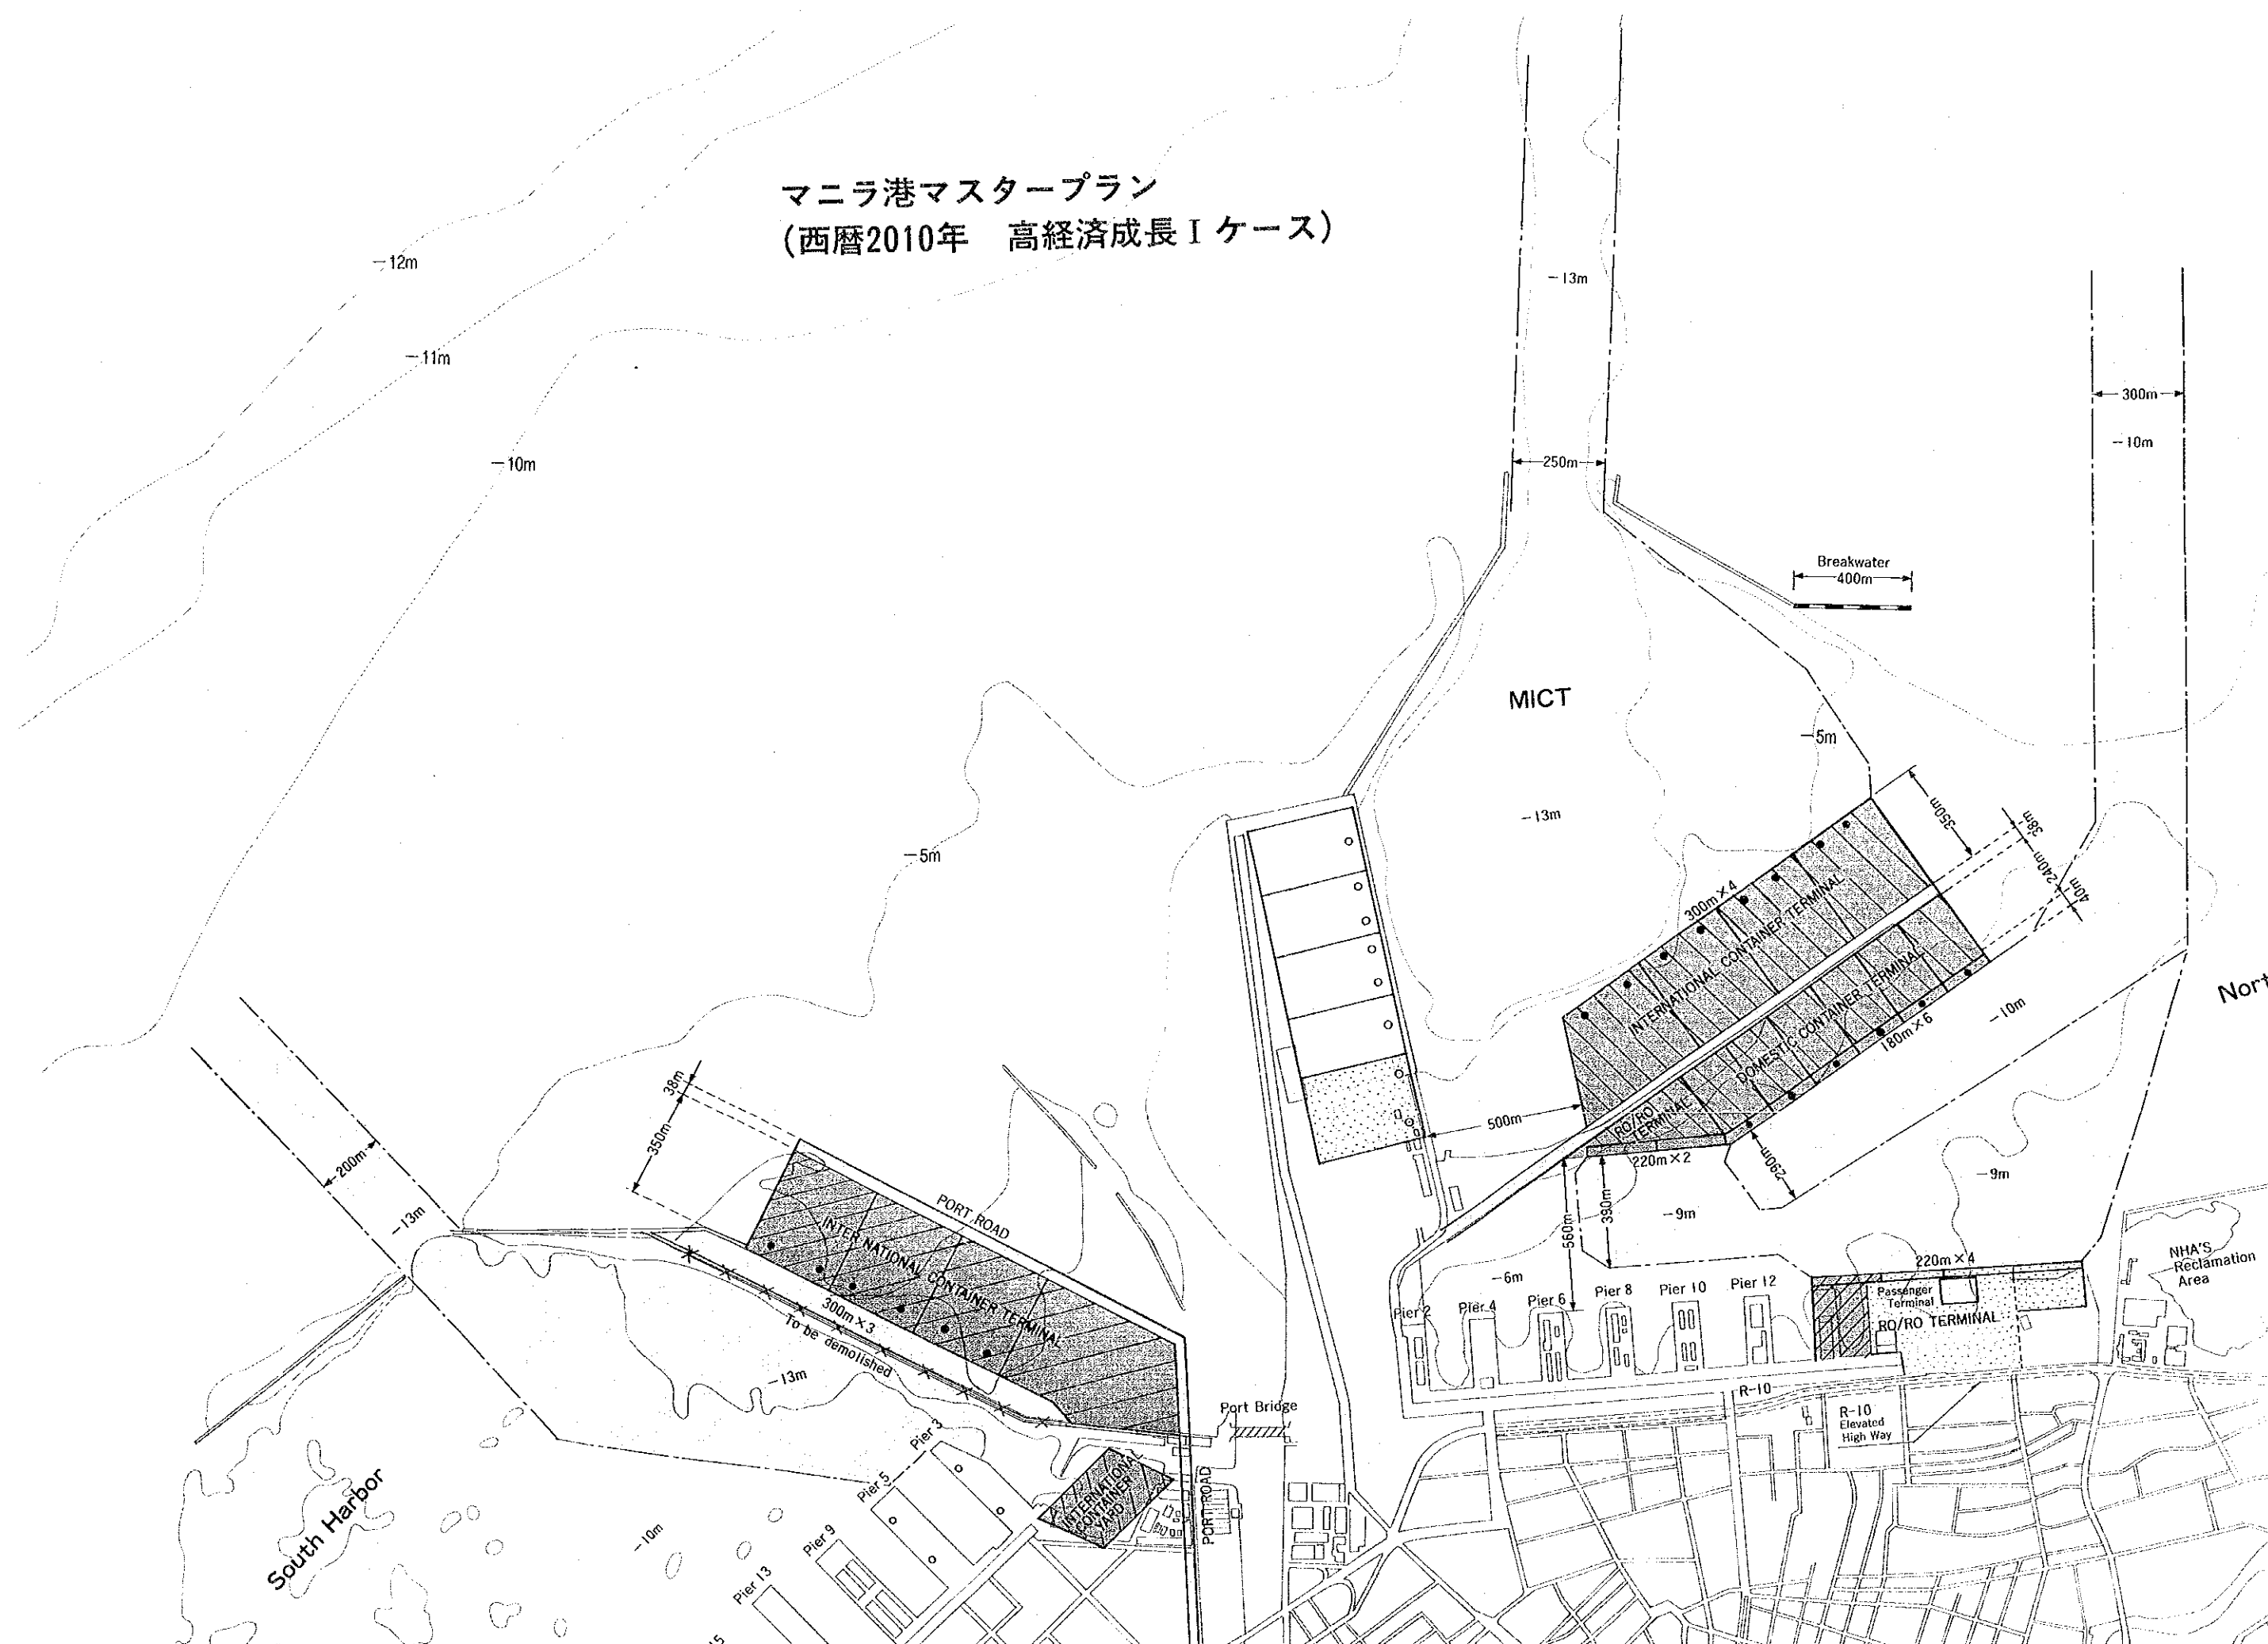 マニラ港マスタープラン
(西暦2010年　高経済成長Ⅰケース)
-12m
-11m
-10m
-13m
300m
-10m
250m
Breakwater
400m
MICT
-5m
-13m
-5m
350m
38m
240m
40m
300m×4
INTERNATIONAL CONTAINER TERMINAL
DOMESTIC CONTAINER TERMINAL
180m×6
-10m
RO/RO
TERMINAL
220m×2
500m
290m
390m
560m
-9m
-9m
-6m
38m
350m
200m
-13m
PORT ROAD
INTERNATIONAL CONTAINER TERMINAL
300m×3
To be demolished
-13m
Pier 2
Pier 4
Pier 6
Pier 8
Pier 10
Pier 12
220m×4
Passenger
Terminal
RO/RO TERMINAL
NHA'S
Reclamation
Area
R-10
R-10
Elevated
High Way
Port Bridge
PORT ROAD
INTERNATIONAL
CONTAINER
YARD
Pier 3
Pier 5
Pier 9
Pier 13
-10m
South Harbor